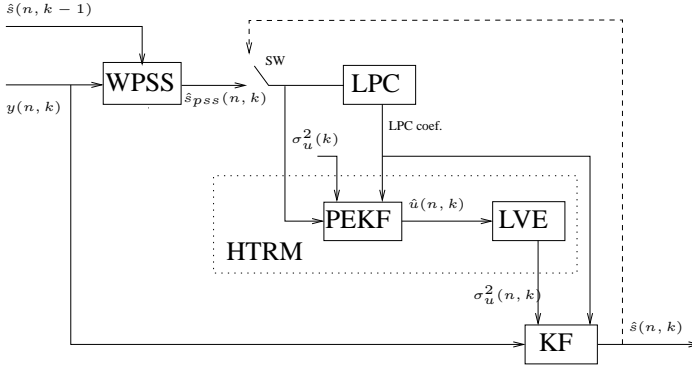 ŝ(n, k − 1)
SW
WPSS
LPC
y(n, k)
ŝ_pss(n, k)
LPC coef.
σ_u^2(k)
PEKF
û(n, k)
LVE
HTRM
σ_u^2(n, k)
KF
ŝ(n, k)